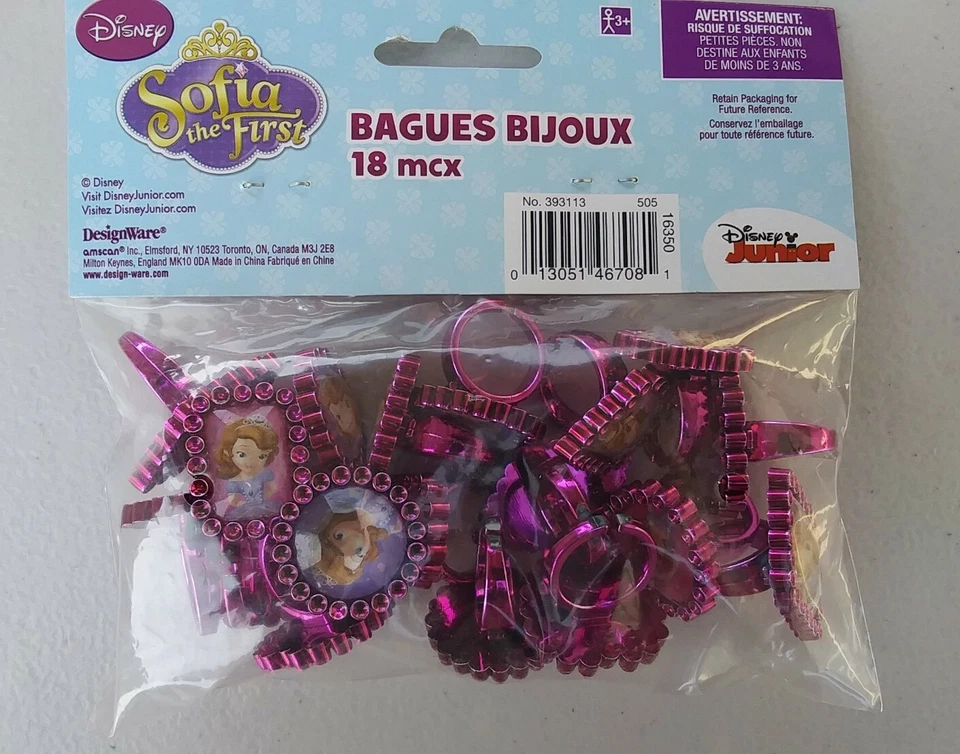 Disney
Sofia
the First
3+
AVERTISSEMENT:
RISQUE DE SUFFOCATION
PETITES PIÈCES. NON
DESTINE AUX ENFANTS
DE MOINS DE 3 ANS.
BAGUES BIJOUX
18 mcx
Retain Packaging for
Future Reference.
Conservez l'emballage
pour toute référence future.
© Disney
Visit DisneyJunior.com
Visitez DisneyJunior.com
DesignWare®
amscan® Inc., Elmsford, NY 10523 Toronto, ON, Canada M3J 2E8
Milton Keynes, England MK10 0DA Made in China Fabriqué en Chine
www.design-ware.com
No. 393113 505
16350
0 13051 46708 1
Disney
Junior